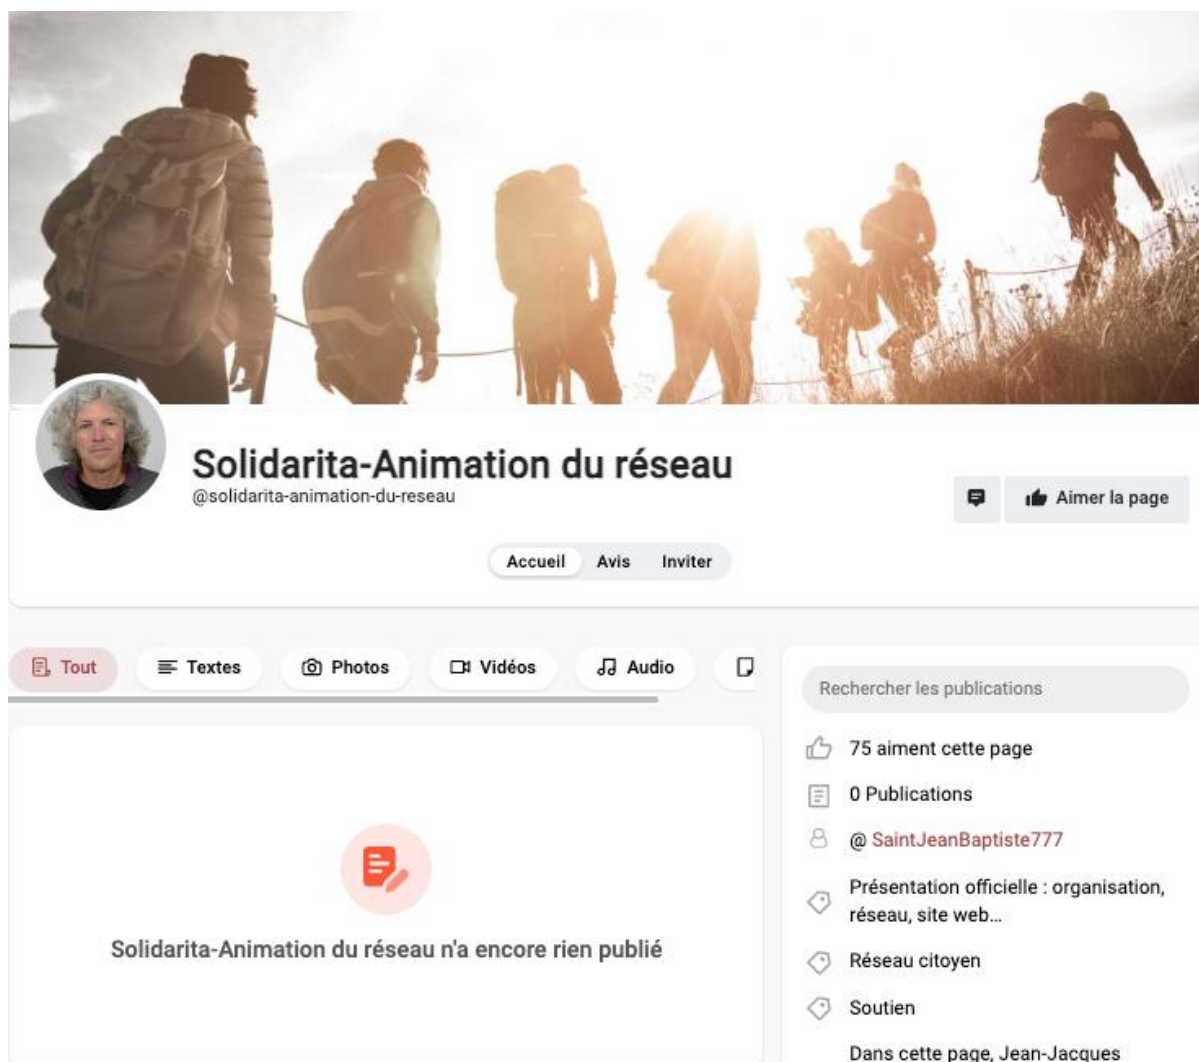 Solidarita-Animation du réseau
@solidarita-animation-du-reseau
Aimer la page
Accueil Avis Inviter
Tout Textes Photos Vidéos Audio
Rechercher les publications
75 aiment cette page
0 Publications
@ SaintJeanBaptiste777
Présentation officielle : organisation,
réseau, site web...
Réseau citoyen
Soutien
Dans cette page, Jean-Jacques
Solidarita-Animation du réseau n'a encore rien publié